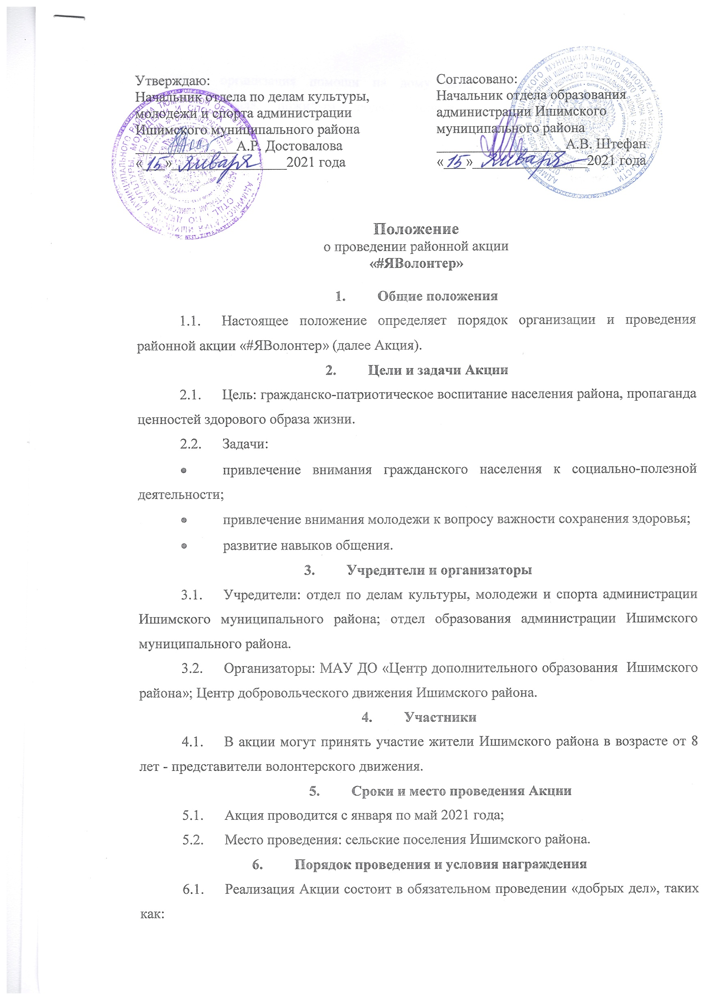 Утверждаю:
Начальник отдела по делам культуры,
молодежи и спорта администрации
Ишимского муниципального района
А.Р. Достовалова
«15» января 2021 года
Согласовано:
Начальник отдела образования
администрации Ишимского
муниципального района
А.В. Штефан
«15» января 2021 года
Положение
о проведении районной акции
«#ЯВолонтер»
1. Общие положения
1.1. Настоящее положение определяет порядок организации и проведения
районной акции «#ЯВолонтер» (далее Акция).
2. Цели и задачи Акции
2.1. Цель: гражданско-патриотическое воспитание населения района, пропаганда
ценностей здорового образа жизни.
2.2. Задачи:
• привлечение внимания гражданского населения к социально-полезной
деятельности;
• привлечение внимания молодежи к вопросу важности сохранения здоровья;
• развитие навыков общения.
3. Учредители и организаторы
3.1. Учредители: отдел по делам культуры, молодежи и спорта администрации
Ишимского муниципального района; отдел образования администрации Ишимского
муниципального района.
3.2. Организаторы: МАУ ДО «Центр дополнительного образования Ишимского
района»; Центр добровольческого движения Ишимского района.
4. Участники
4.1. В акции могут принять участие жители Ишимского района в возрасте от 8
лет - представители волонтерского движения.
5. Сроки и место проведения Акции
5.1. Акция проводится с января по май 2021 года;
5.2. Место проведения: сельские поселения Ишимского района.
6. Порядок проведения и условия награждения
6.1. Реализация Акции состоит в обязательном проведении «добрых дел», таких
как: